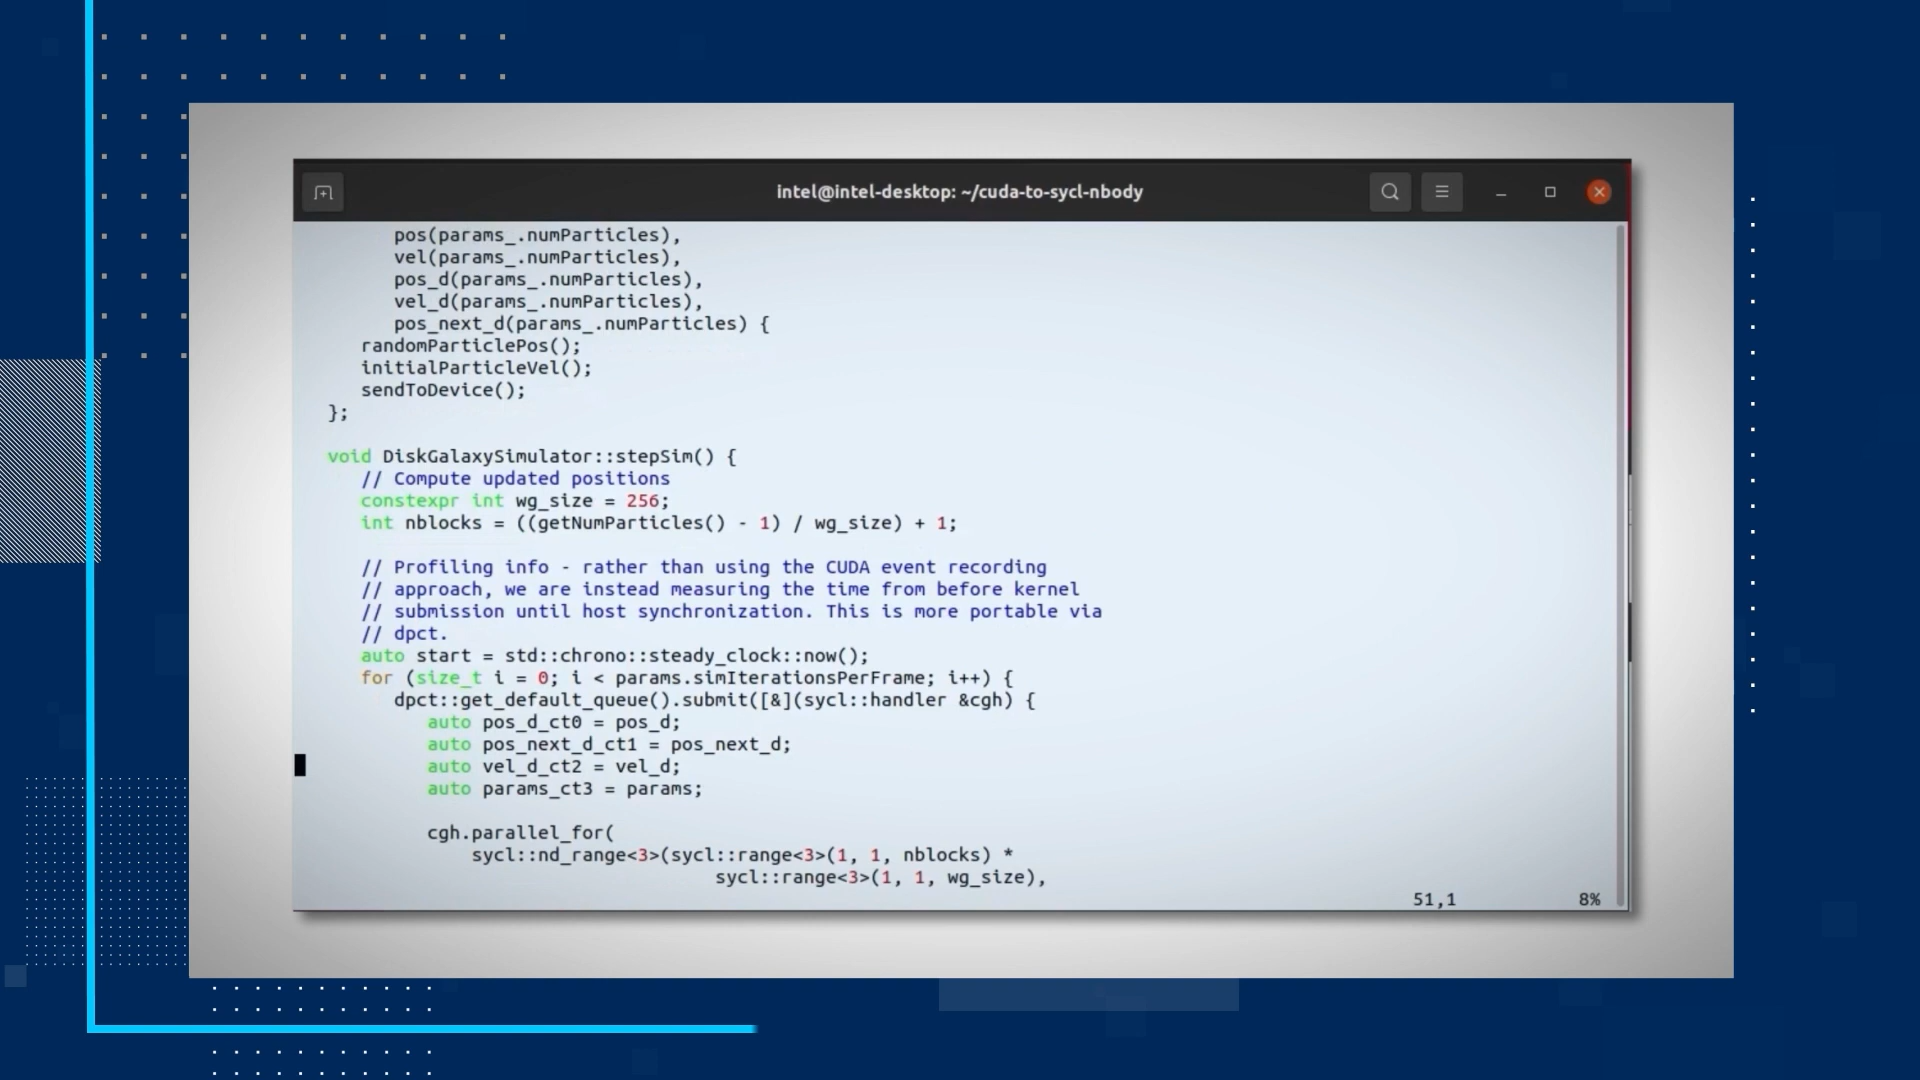 intel@intel-desktop: ~/cuda-to-sycl-nbody
pos(params_.numParticles),
vel(params_.numParticles),
pos_d(params_.numParticles),
vel_d(params_.numParticles),
pos_next_d(params_.numParticles) {
randomParticlePos();
initialParticleVel();
sendToDevice();
};
void DiskGalaxySimulator::stepSim() {
// Compute updated positions
constexpr int wg_size = 256;
int nblocks = ((getNumParticles() - 1) / wg_size) + 1;
// Profiling info - rather than using the CUDA event recording
// approach, we are instead measuring the time from before kernel
// submission until host synchronization. This is more portable via
// dpct.
auto start = std::chrono::steady_clock::now();
for (size_t i = 0; i < params.simIterationsPerFrame; i++) {
dpct::get_default_queue().submit([&](sycl::handler &cgh) {
auto pos_d_ct0 = pos_d;
auto pos_next_d_ct1 = pos_next_d;
auto vel_d_ct2 = vel_d;
auto params_ct3 = params;
cgh.parallel_for(
sycl::nd_range<3>(sycl::range<3>(1, 1, nblocks) *
sycl::range<3>(1, 1, wg_size),
51,1 8%